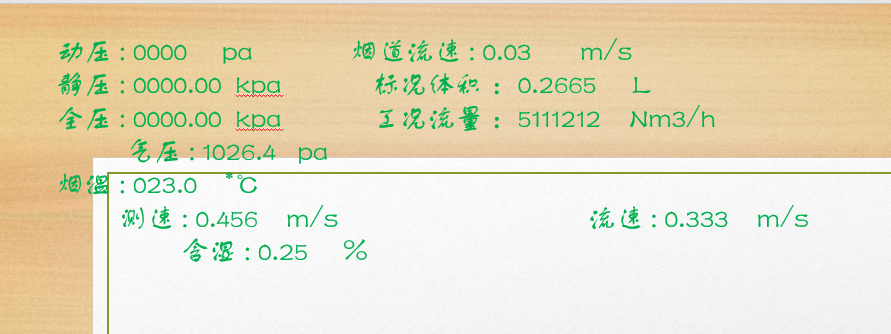 动压:0000 pa 烟道流速:0.03 m/s
静压:0000.00 kpa 标况体积：0.2665 L
全压:0000.00 kpa 工况流量：5111212 Nm3/h
气压:1026.4 pa
烟温:023.0 *℃
测速:0.456 m/s 流速:0.333 m/s
含湿:0.25 %